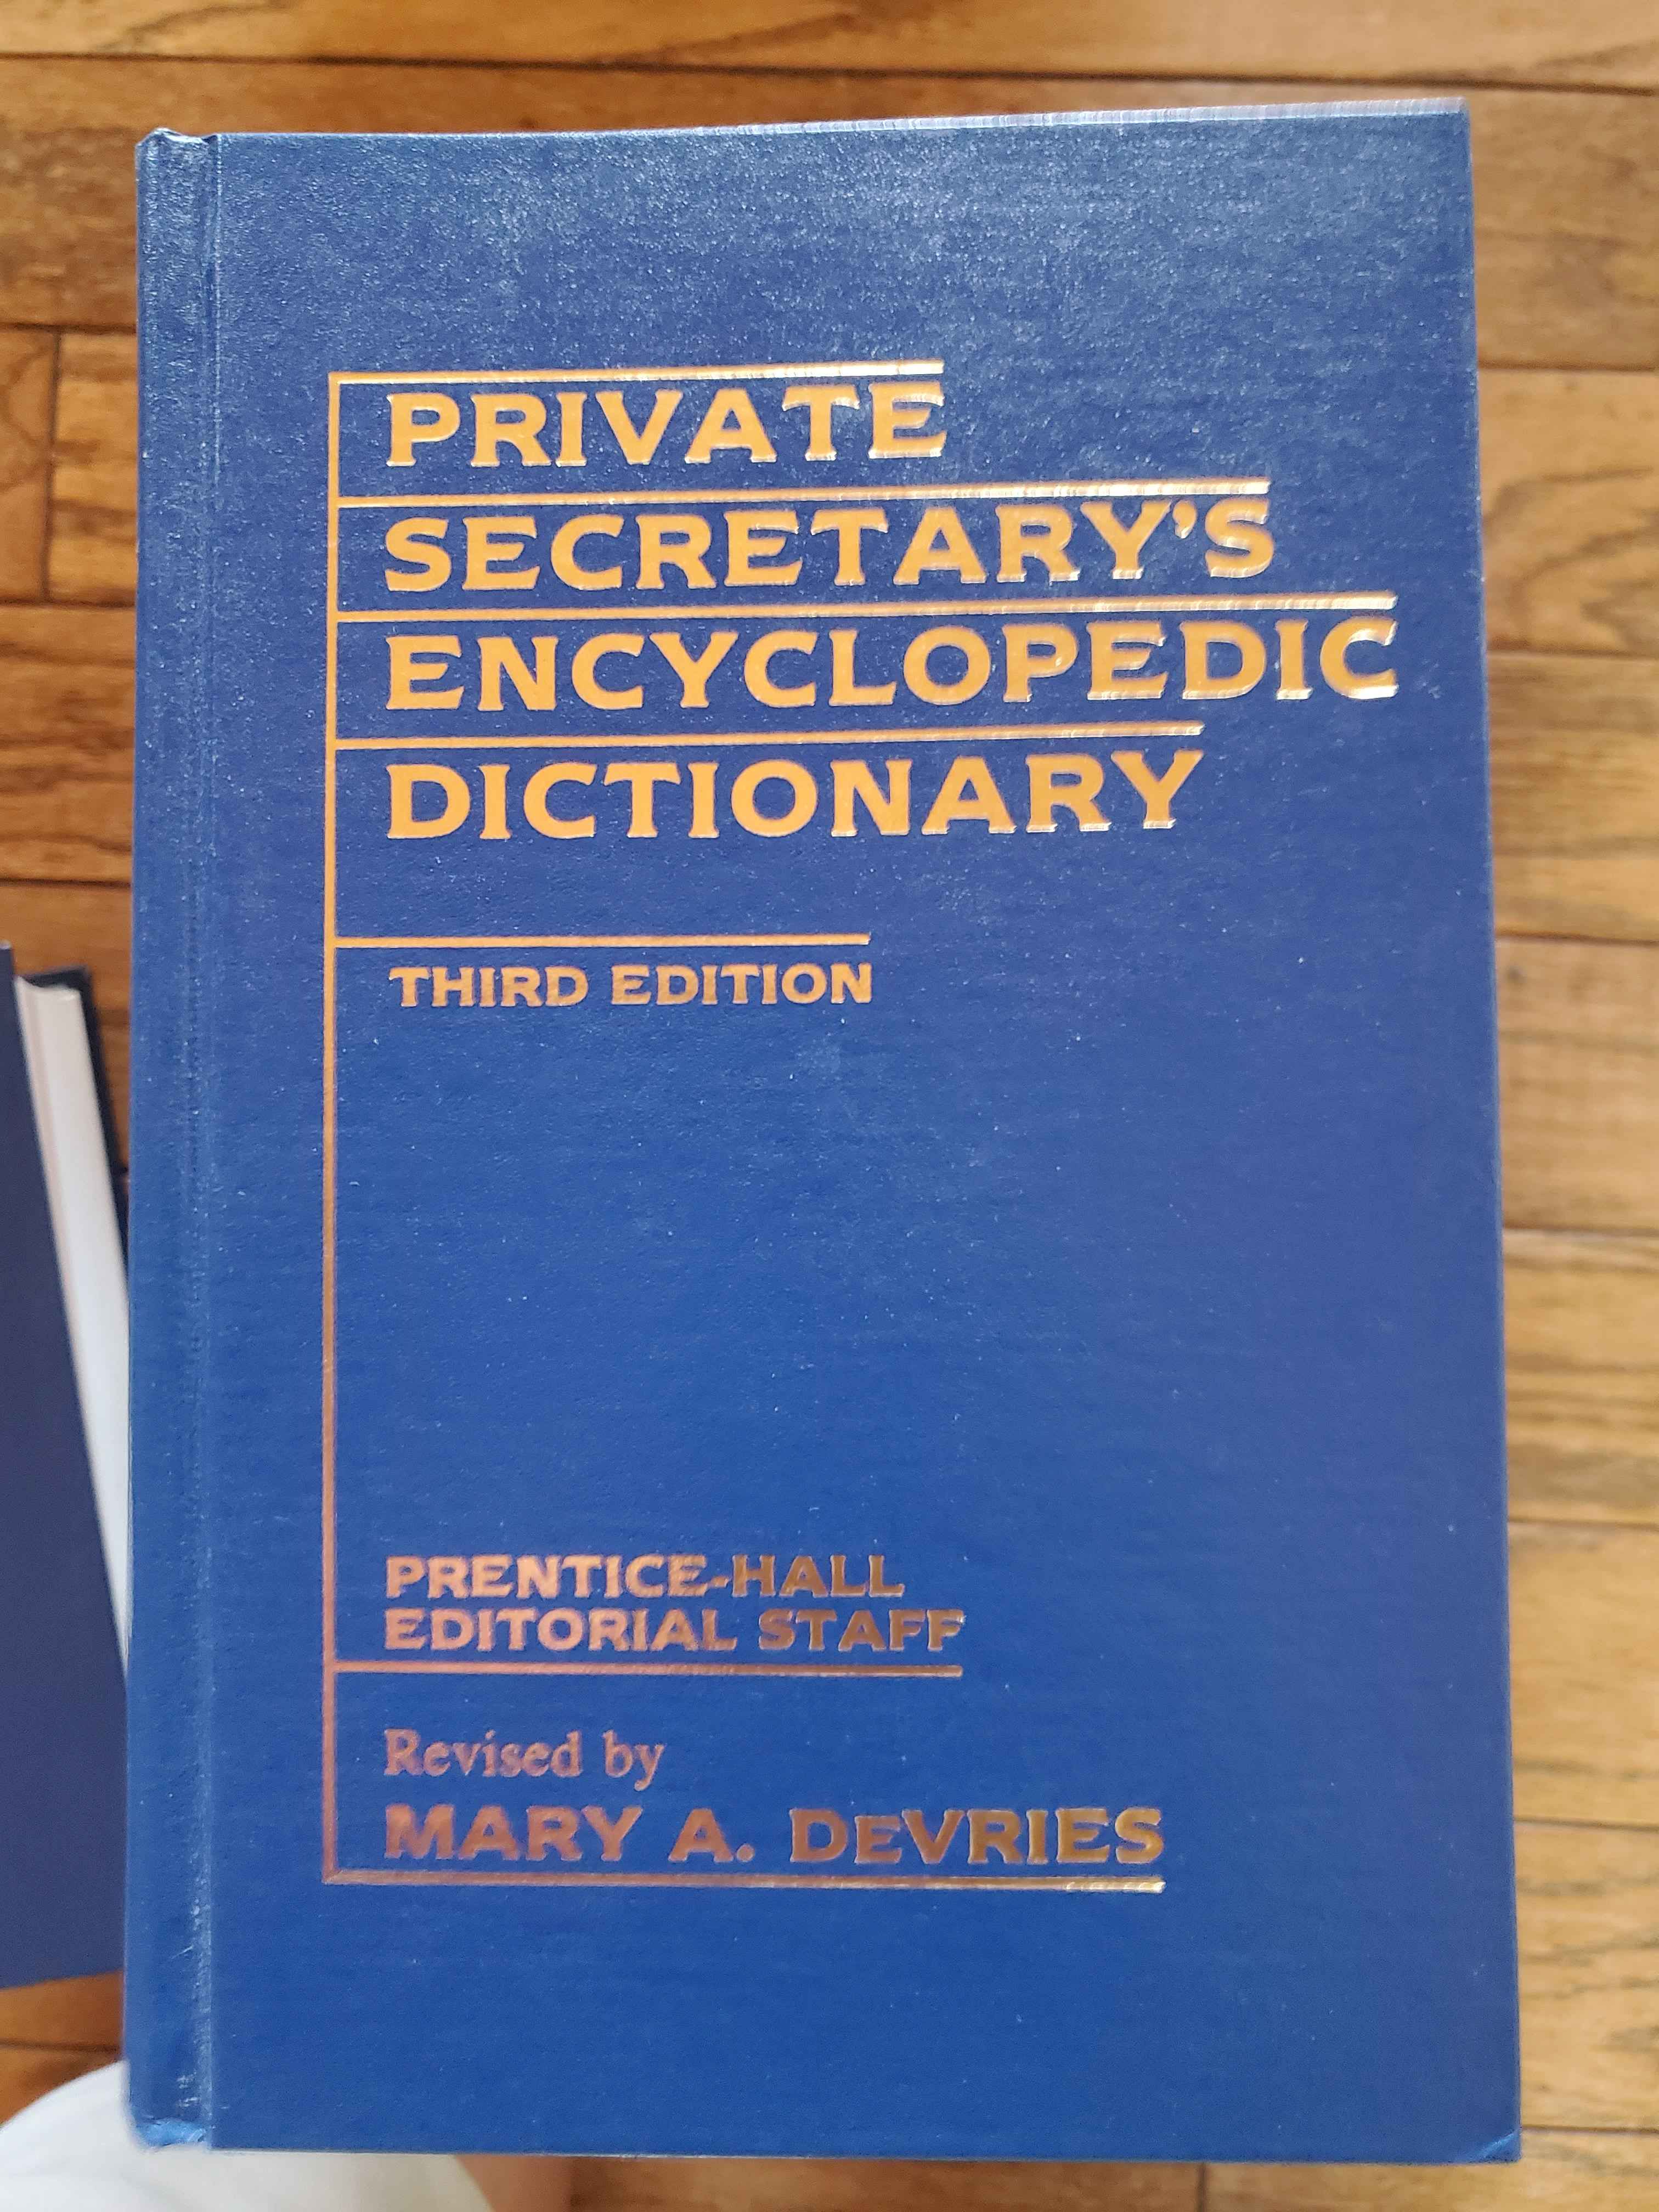 PRIVATE
SECRETARY'S
ENCYCLOPEDIC
DICTIONARY
THIRD EDITION
PRENTICE-HALL
EDITORIAL STAFF
Revised by
MARY A. DEVRIES